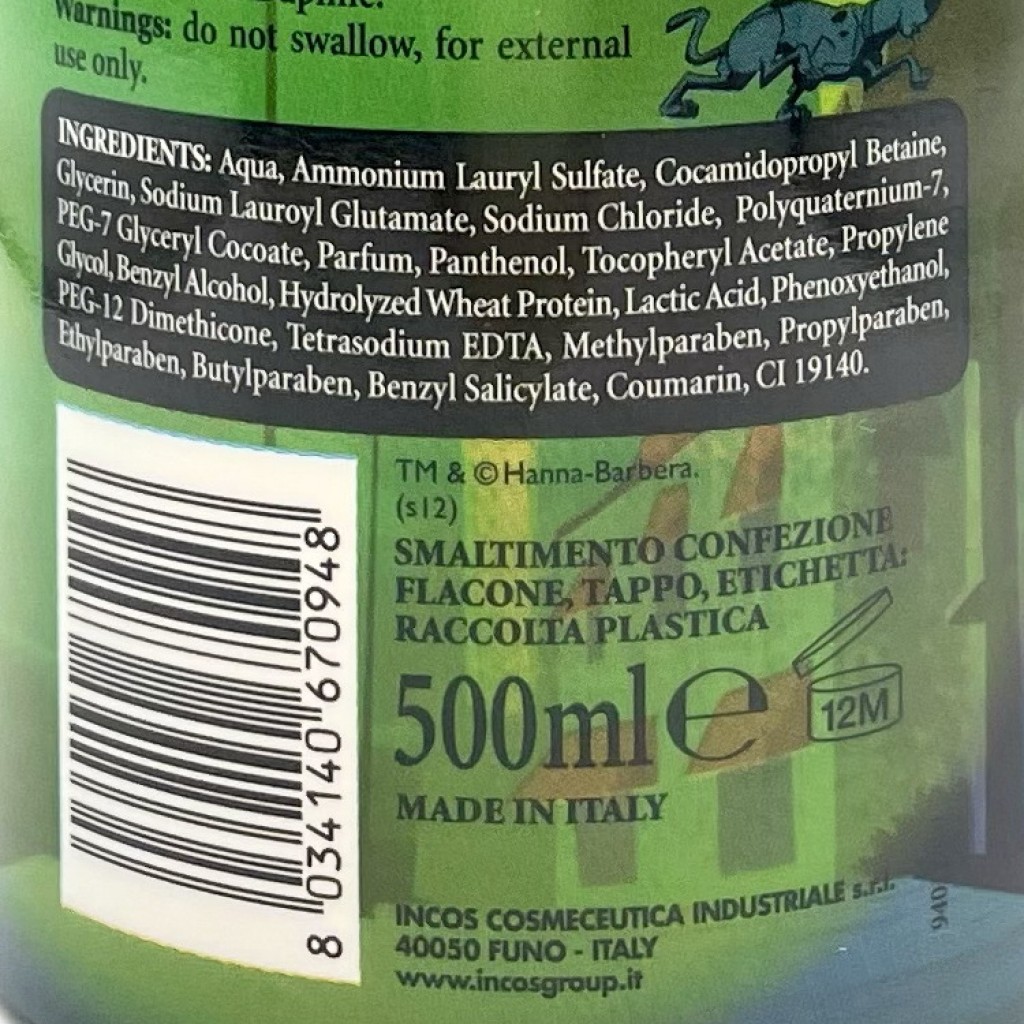 Warnings: do not swallow, for external
use only.
INGREDIENTS: Aqua, Ammonium Lauryl Sulfate, Cocamidopropyl Betaine,
Glycerin, Sodium Lauroyl Glutamate, Sodium Chloride, Polyquaternium-7,
PEG-7 Glyceryl Cocoate, Parfum, Panthenol, Tocopheryl Acetate, Propylene
Glycol, Benzyl Alcohol, Hydrolyzed Wheat Protein, Lactic Acid, Phenoxyethanol,
PEG-12 Dimethicone, Tetrasodium EDTA, Methylparaben, Propylparaben,
Ethylparaben, Butylparaben, Benzyl Salicylate, Coumarin, CI 19140.
TM & © Hanna-Barbera.
(s12)
SMALTIMENTO CONFEZIONE
FLACONE, TAPPO, ETICHETTA:
RACCOLTA PLASTICA
500ml e
12M
MADE IN ITALY
INCOS COSMECEUTICA INDUSTRIALE s.r.l.
40050 FUNO - ITALY
www.incosgroup.it
940
8 034140 670948